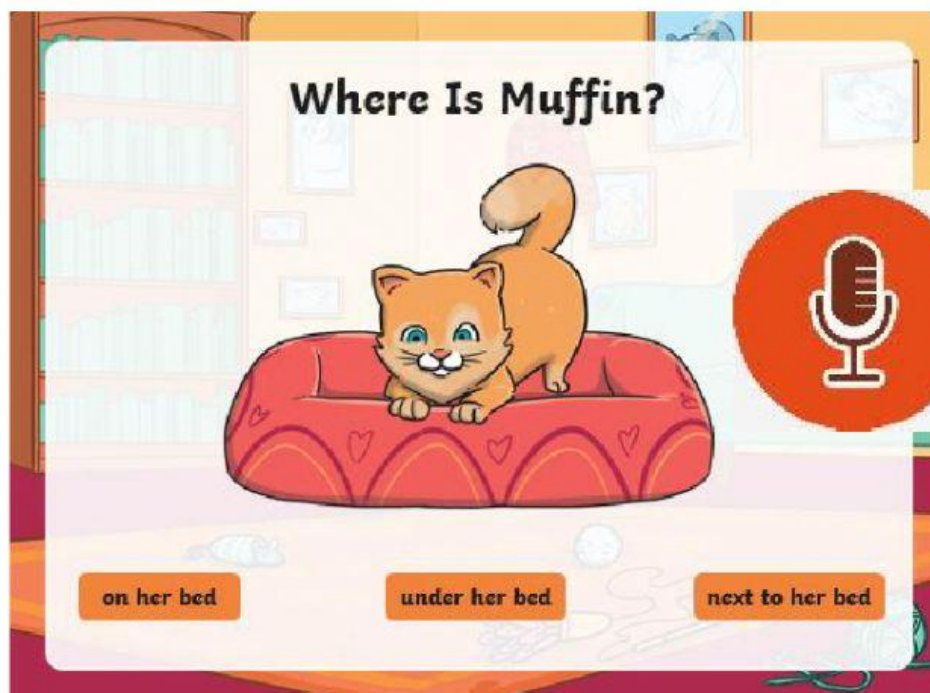 Where Is Muffin?
on her bed
under her bed
next to her bed